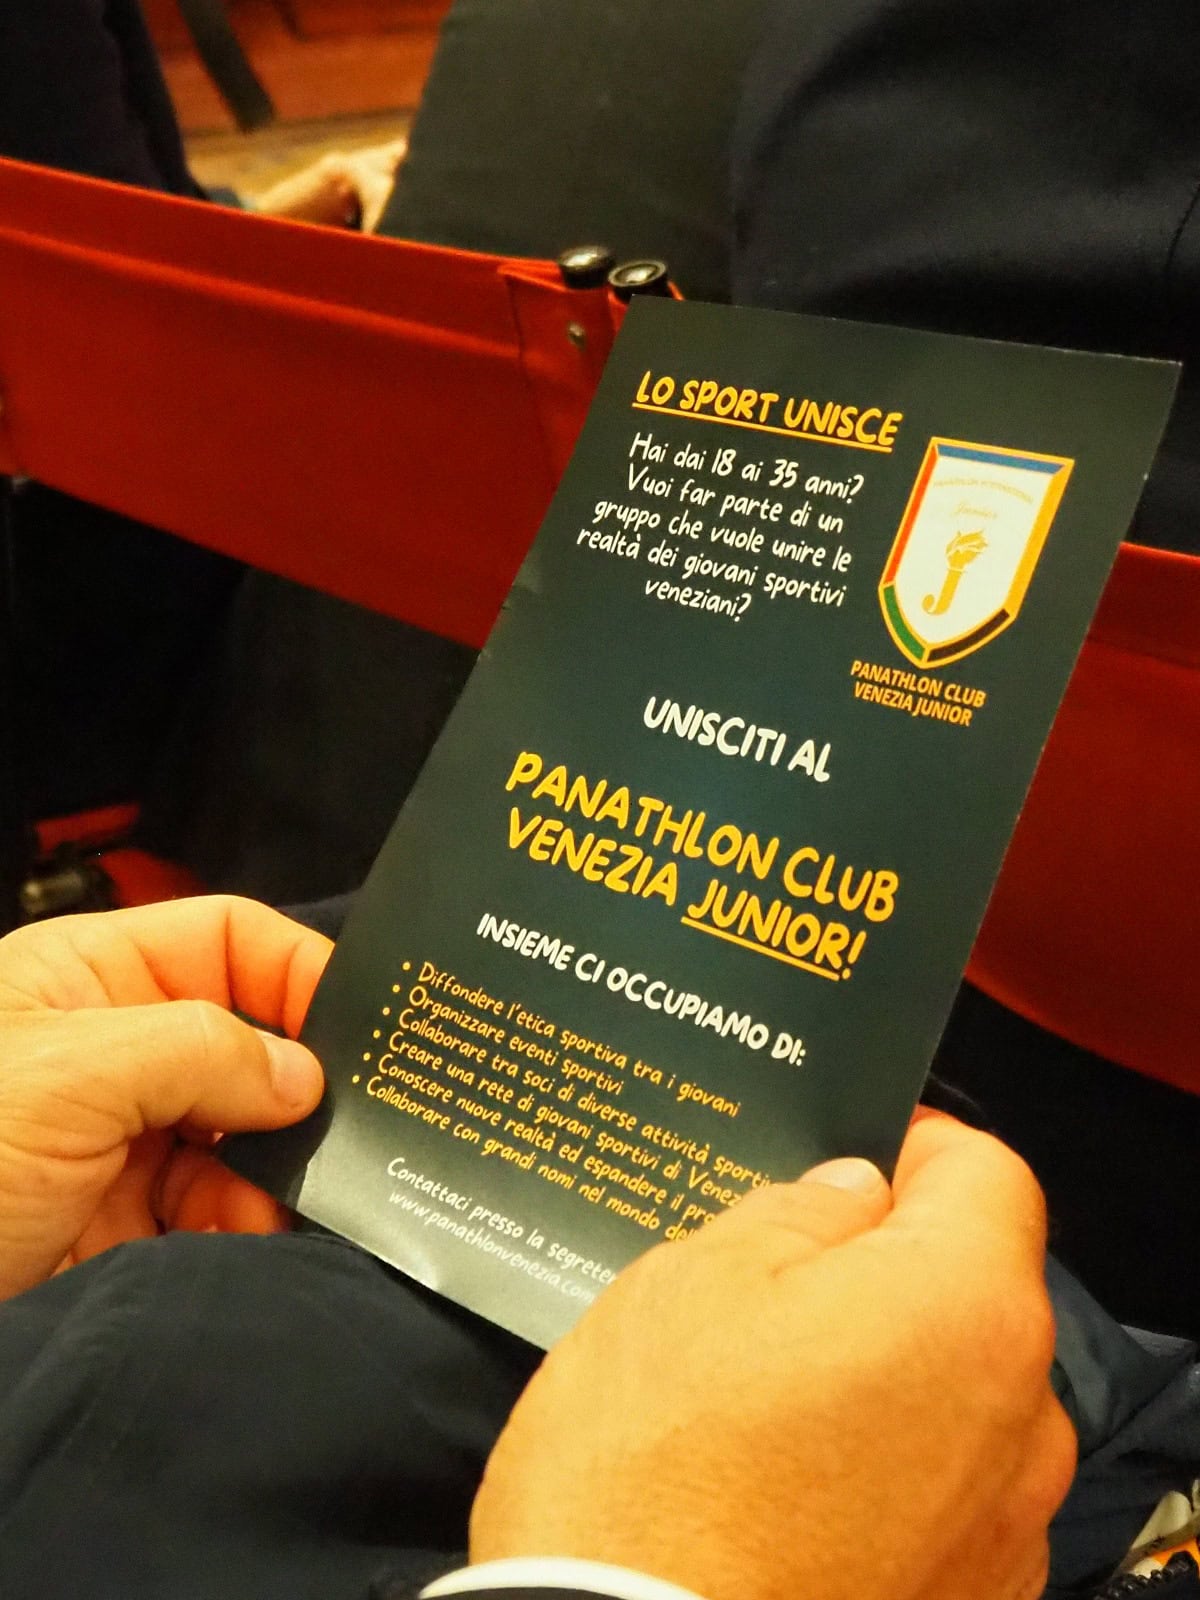 LO SPORT UNISCE
Hai dai 18 ai 35 anni?
Vuoi far parte di un
gruppo che vuole unire le
realtà dei giovani sportivi
veneziani?
PANATHLON INTERNATIONAL
Junior
J
PANATHLON CLUB
VENEZIA JUNIOR
UNISCITI AL
PANATHLON CLUB
VENEZIA JUNIOR!
INSIEME CI OCCUPIAMO DI:
• Diffondere l'etica sportiva tra i giovani
• Organizzare eventi sportivi
• Collaborare tra soci di diverse attività
• Creare una rete di giovani sportivi di
• Conoscere nuove realtà ed espandere il
• Collaborare con grandi nomi nel mondo
Contattaci presso la
www.panathlonvenezia.com